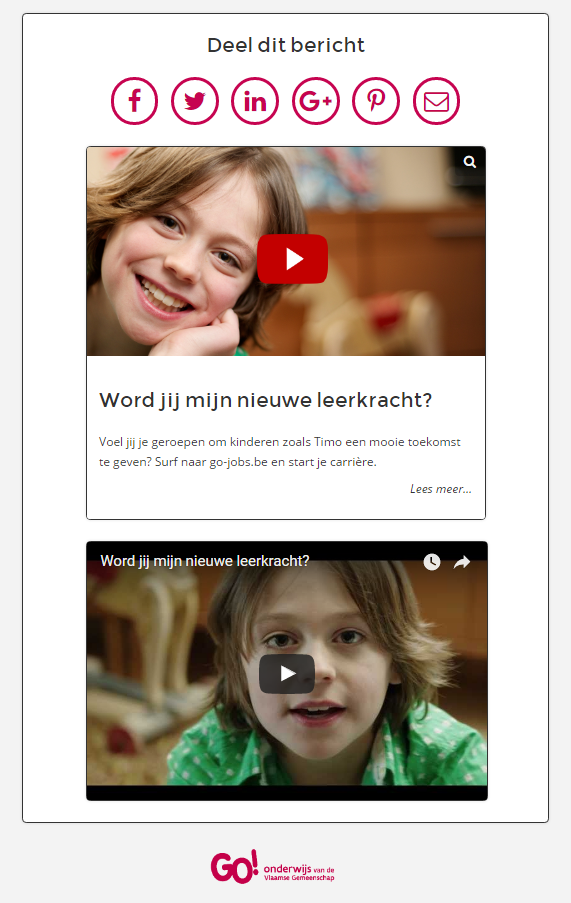 Deel dit bericht
Word jij mijn nieuwe leerkracht?
Voel jij je geroepen om kinderen zoals Timo een mooie toekomst
te geven? Surf naar go-jobs.be en start je carrière.
Lees meer...
Word jij mijn nieuwe leerkracht?
GO! onderwijs van de
Vlaamse Gemeenschap